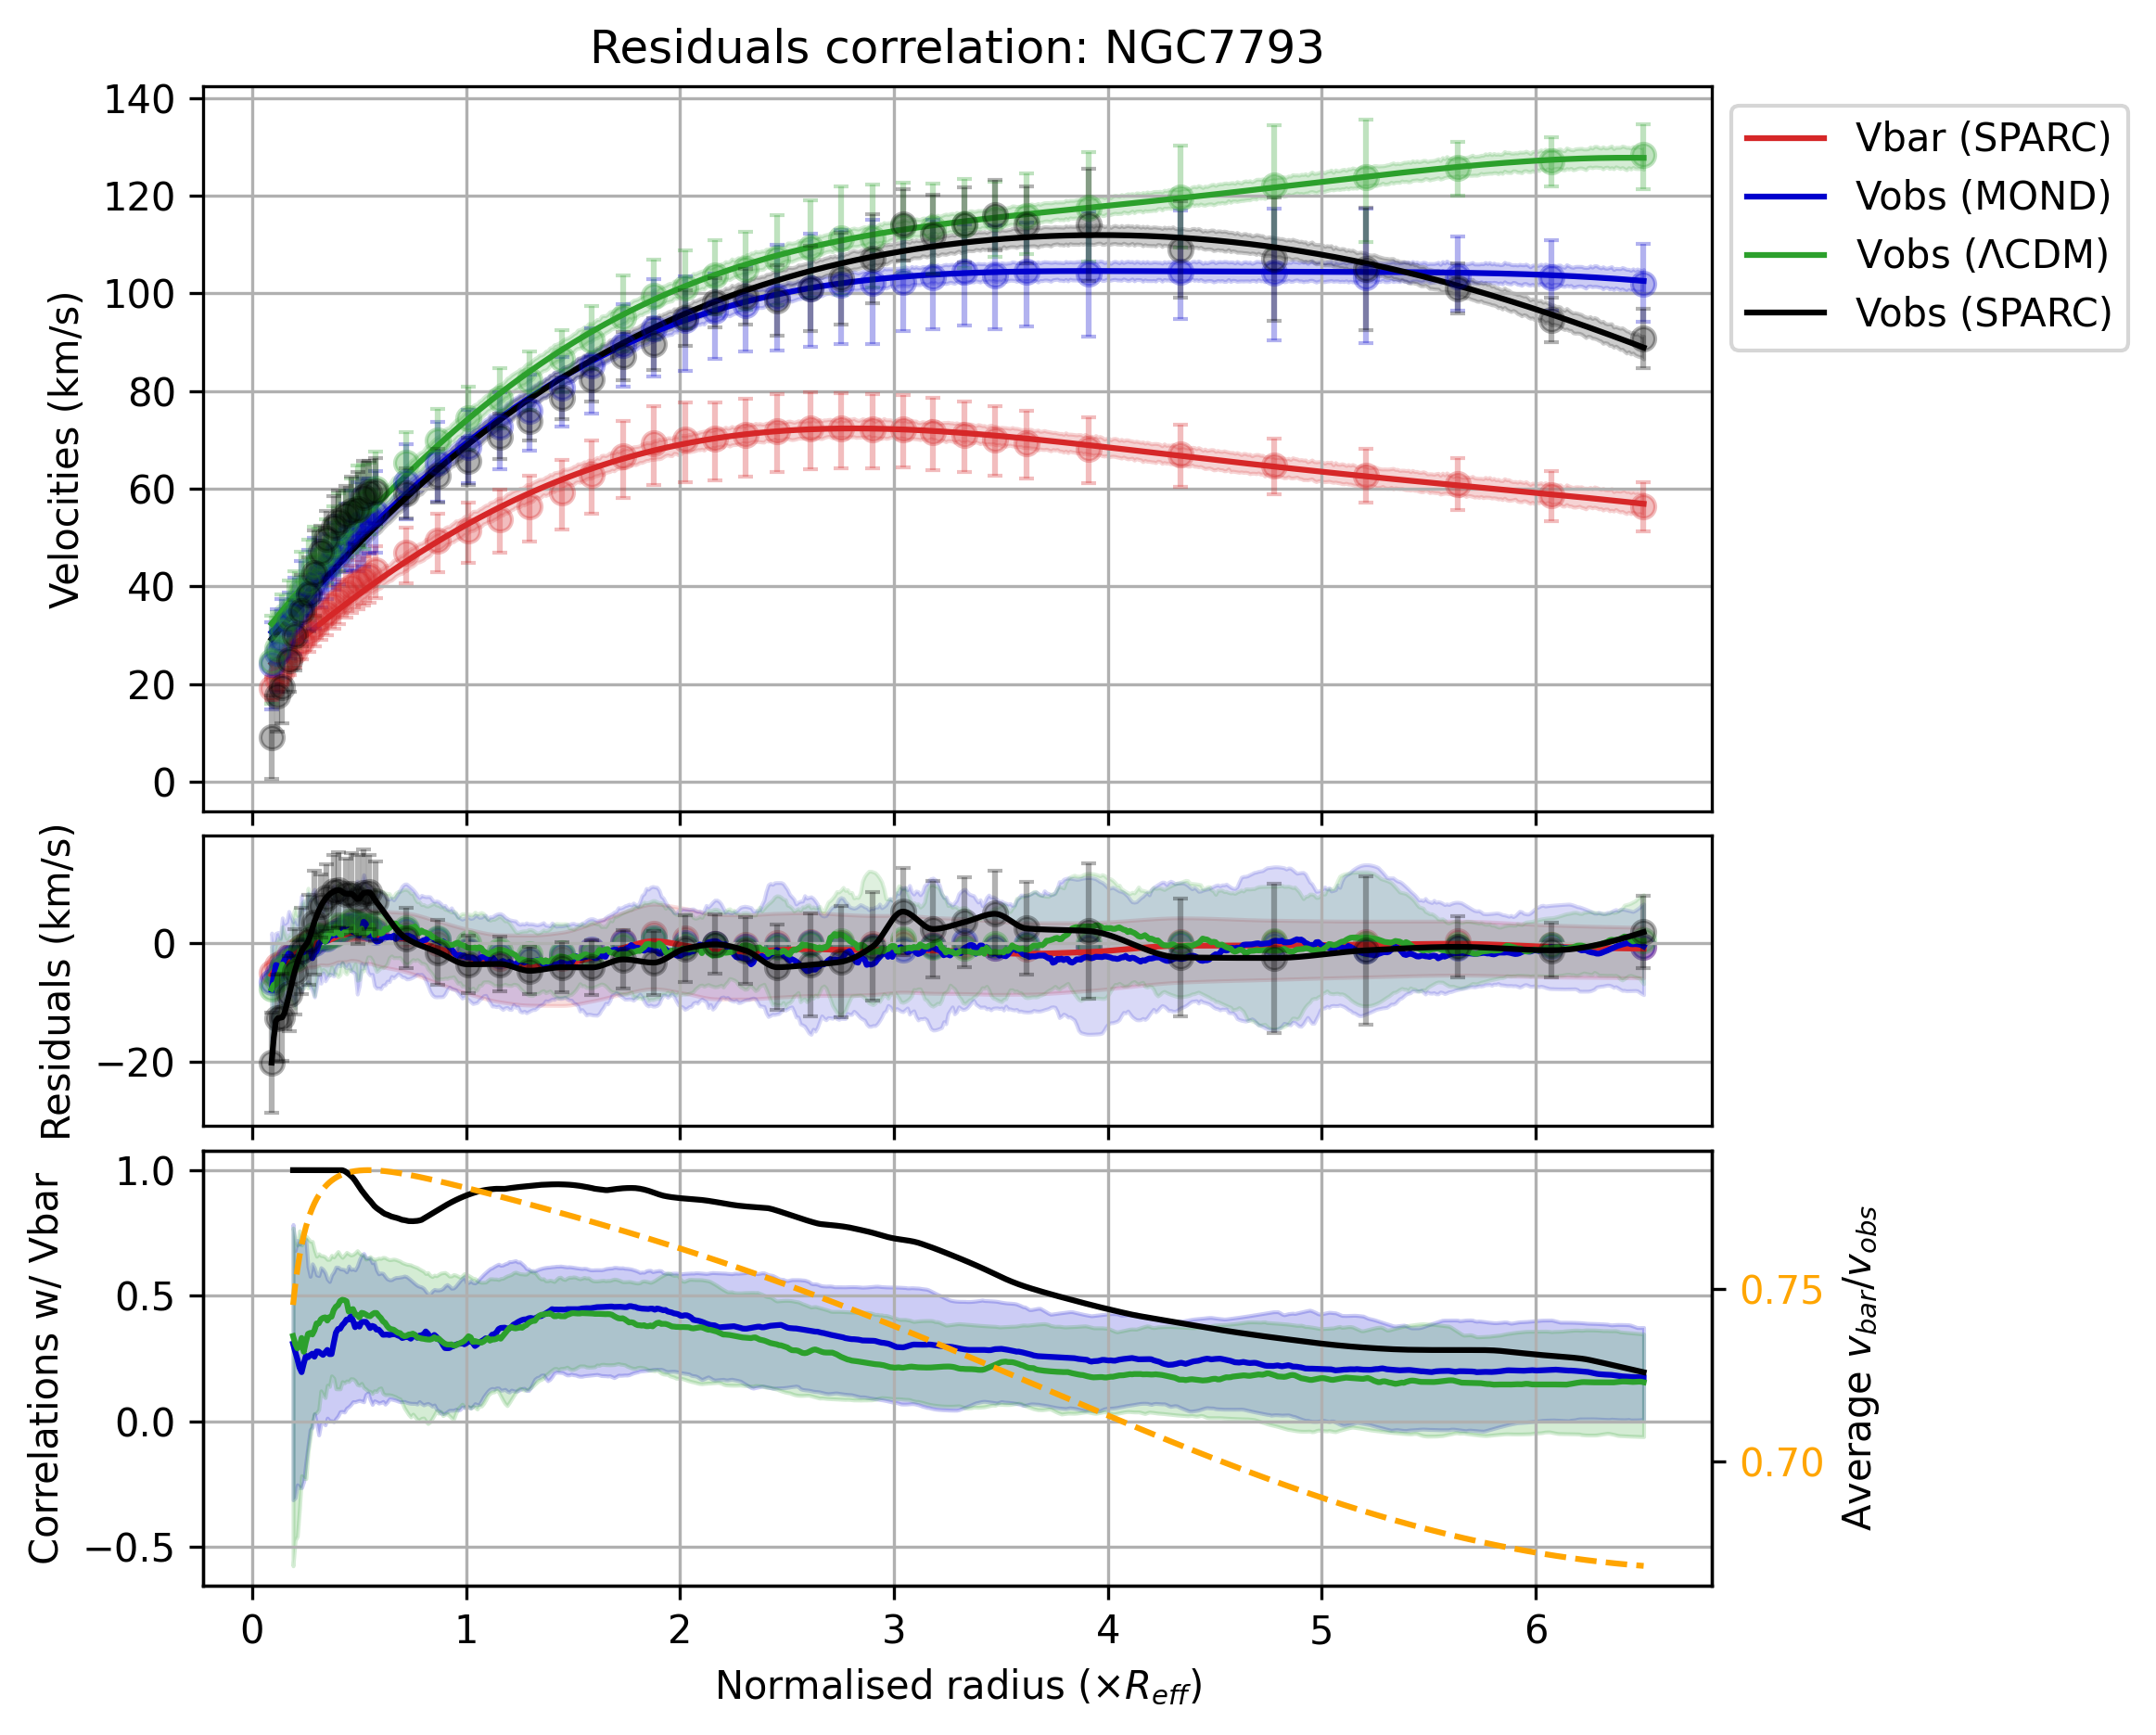 Residuals correlation: NGC7793
140
120
100
80
60
40
20
0
Velocities (km/s)
Vbar (SPARC)
Vobs (MOND)
Vobs (ΛCDM)
Vobs (SPARC)
0
−20
Residuals (km/s)
1.0
0.5
0.0
−0.5
Correlations w/ Vbar
0.75
0.70
Average v_bar/v_obs
0 1 2 3 4 5 6
Normalised radius (×R_eff)